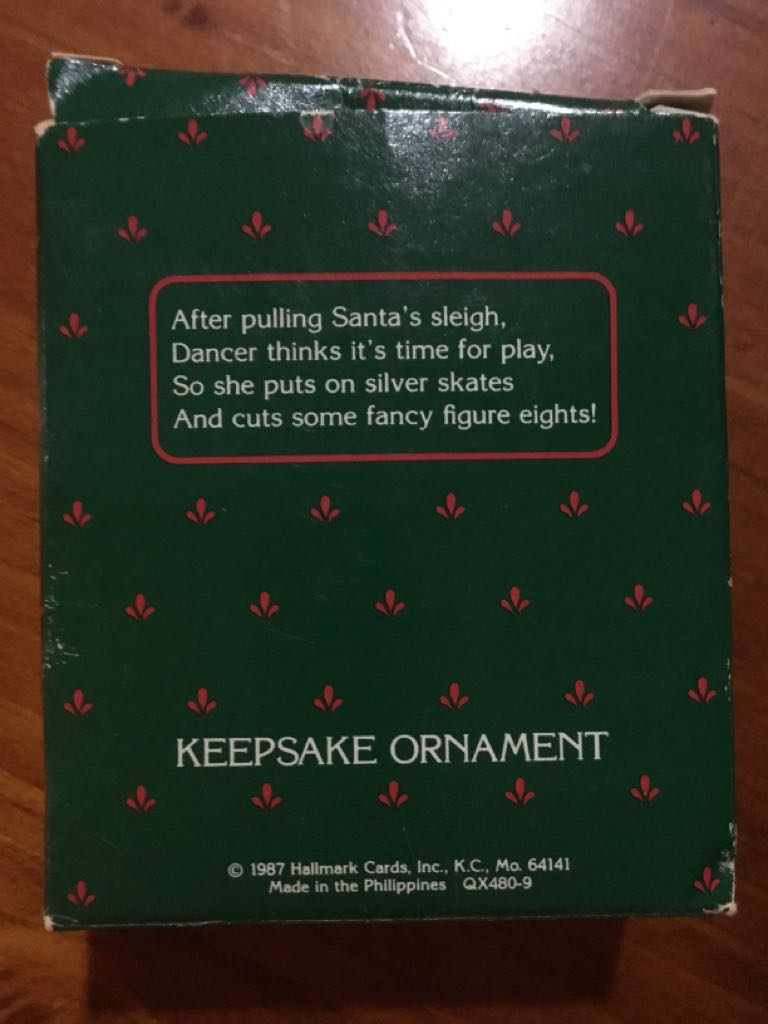 After pulling Santa's sleigh,
Dancer thinks it's time for play,
So she puts on silver skates
And cuts some fancy figure eights!
KEEPSAKE ORNAMENT
© 1987 Hallmark Cards, Inc., K.C., Mo. 64141
Made in the Philippines QX480-9